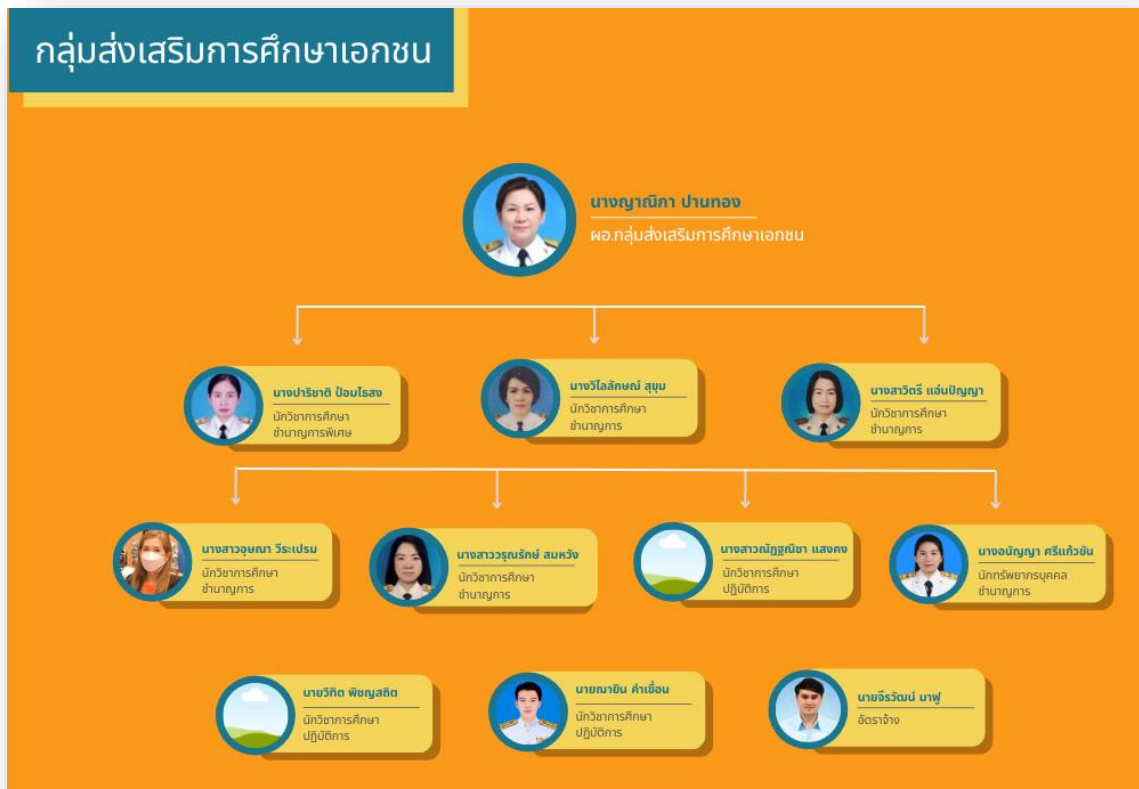 กลุ่มส่งเสริมการศึกษาเอกชน
นางญาณิกา ปานทอง
ผอ.กลุ่มส่งเสริมการศึกษาเอกชน
นางปาริชาติ ป้อมไธสง
นักวิชาการศึกษา
ชำนาญการพิเศษ
นางวิไลลักษณ์ สุขุม
นักวิชาการศึกษา
ชำนาญการ
นางสาวิตรี แอ่นปัญญา
นักวิชาการศึกษา
ชำนาญการ
นางสาวอุษณา วีระเปรม
นักวิชาการศึกษา
ชำนาญการ
นางสาววรุณรักษ์ สมหวัง
นักวิชาการศึกษา
ชำนาญการ
นางสาวณัฏฐณิชา แสงคง
นักวิชาการศึกษา
ปฏิบัติการ
นางอนัญญา ศรีแก้วขัน
นักทรัพยากรบุคคล
ชำนาญการ
นายวิทิต พิชญสถิต
นักวิชาการศึกษา
ปฏิบัติการ
นายฌายิน คำเขื่อน
นักวิชาการศึกษา
ปฏิบัติการ
นายจีรวัฒน์ มาฟู
อัตราจ้าง